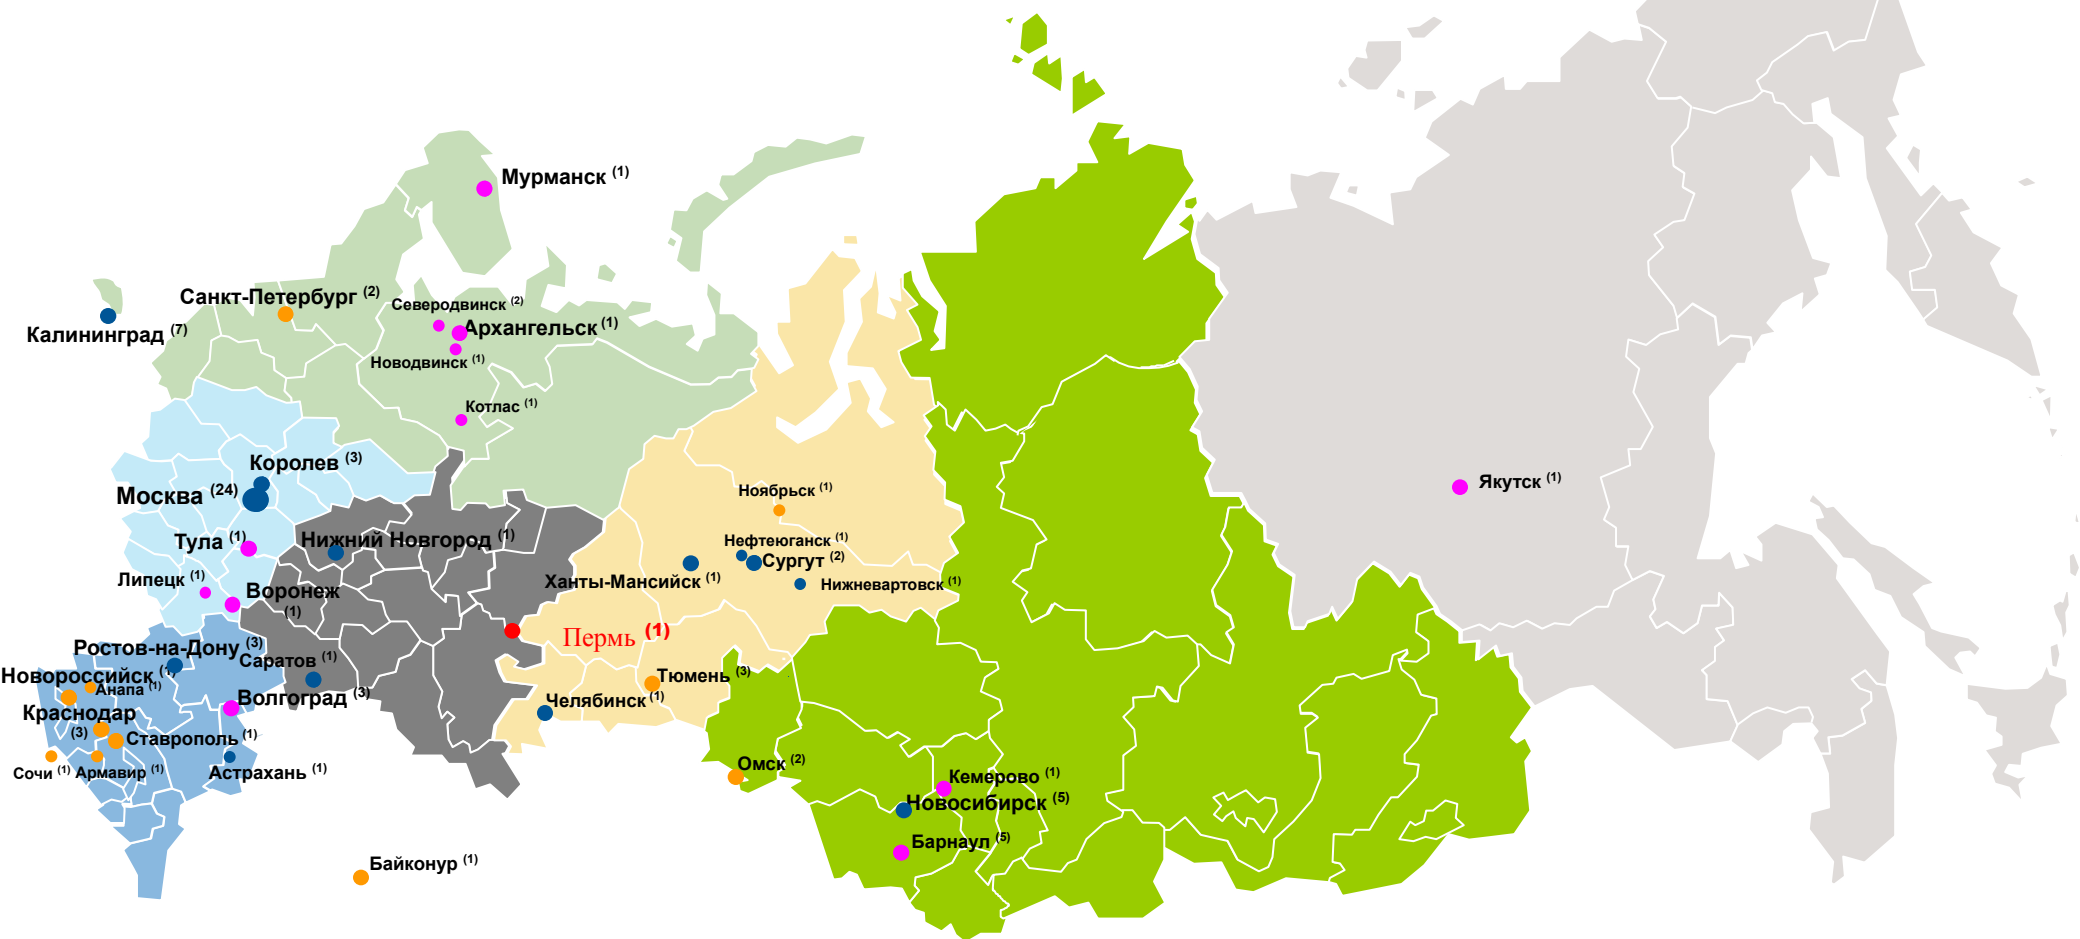 Мурманск (1)
Санкт-Петербург (2)
Северодвинск (2)
Калининград (7)
Архангельск (1)
Новодвинск (1)
Котлас (1)
Королев (3)
Москва (24)
Якутск (1)
Ноябрьск (1)
Тула (1)
Нижний Новгород (1)
Нефтеюганск (1)
Сургут (2)
Липецк (1)
Ханты-Мансийск (1)
Нижневартовск (1)
Воронеж
(1)
Пермь (1)
Ростов-на-Дону (3)
Саратов (1)
Новороссийск (1)
Анапа (1)
Тюмень (3)
Волгоград (3)
Челябинск (1)
Краснодар
(3)
Ставрополь (1)
Сочи (1)
Армавир (1)
Астрахань (1)
Омск (2)
Кемерово (1)
Новосибирск (5)
Барнаул (5)
Байконур (1)